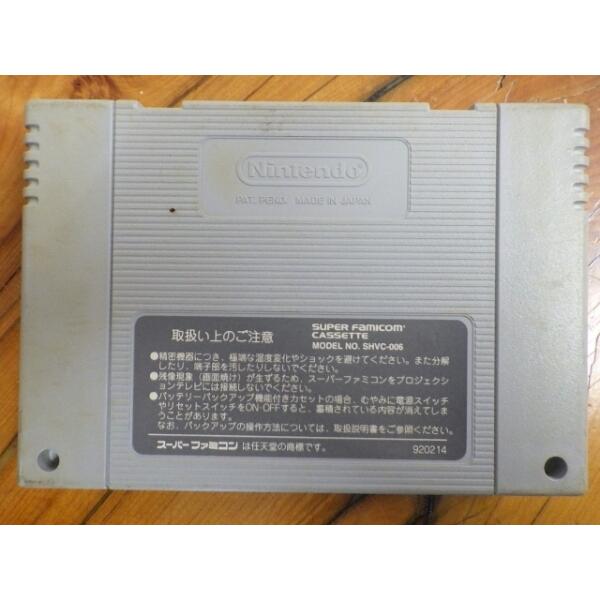 Nintendo
PAT. PEND. MADE IN JAPAN
取扱い上のご注意
SUPER FAMICOM
CASSETTE
MODEL NO. SHVC-006
●精密機器につき、極端な温度変化やショックを避けてください。また分解
したり、端子部を汚したりしないでください。
●残像現象(画面焼け)が生ずるため、スーパーファミコンをプロジェクシ
ョンテレビには接続しないでください。
●バッテリーバックアップ機能付きカセットの場合、むやみに電源スイッチ
やリセットスイッチをON-OFFすると、蓄積されている内容が消えてしま
うことがあります。
なお、バックアップの操作方法については、取扱説明書をご参照ください。
スーパーファミコンは任天堂の商標です。
920214